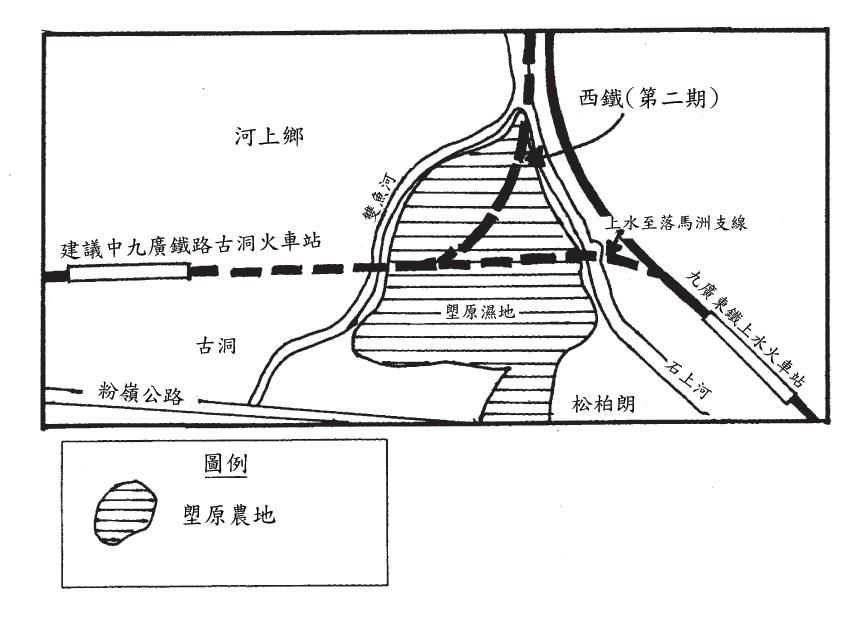 西鐵(第二期)
河上鄉
雙魚河
上水至落馬洲支線
建議中九廣鐵路古洞火車站
九廣東鐵上水火車站
塱原濕地
古洞
石上河
粉嶺公路
松柏朗
圖例
塱原農地